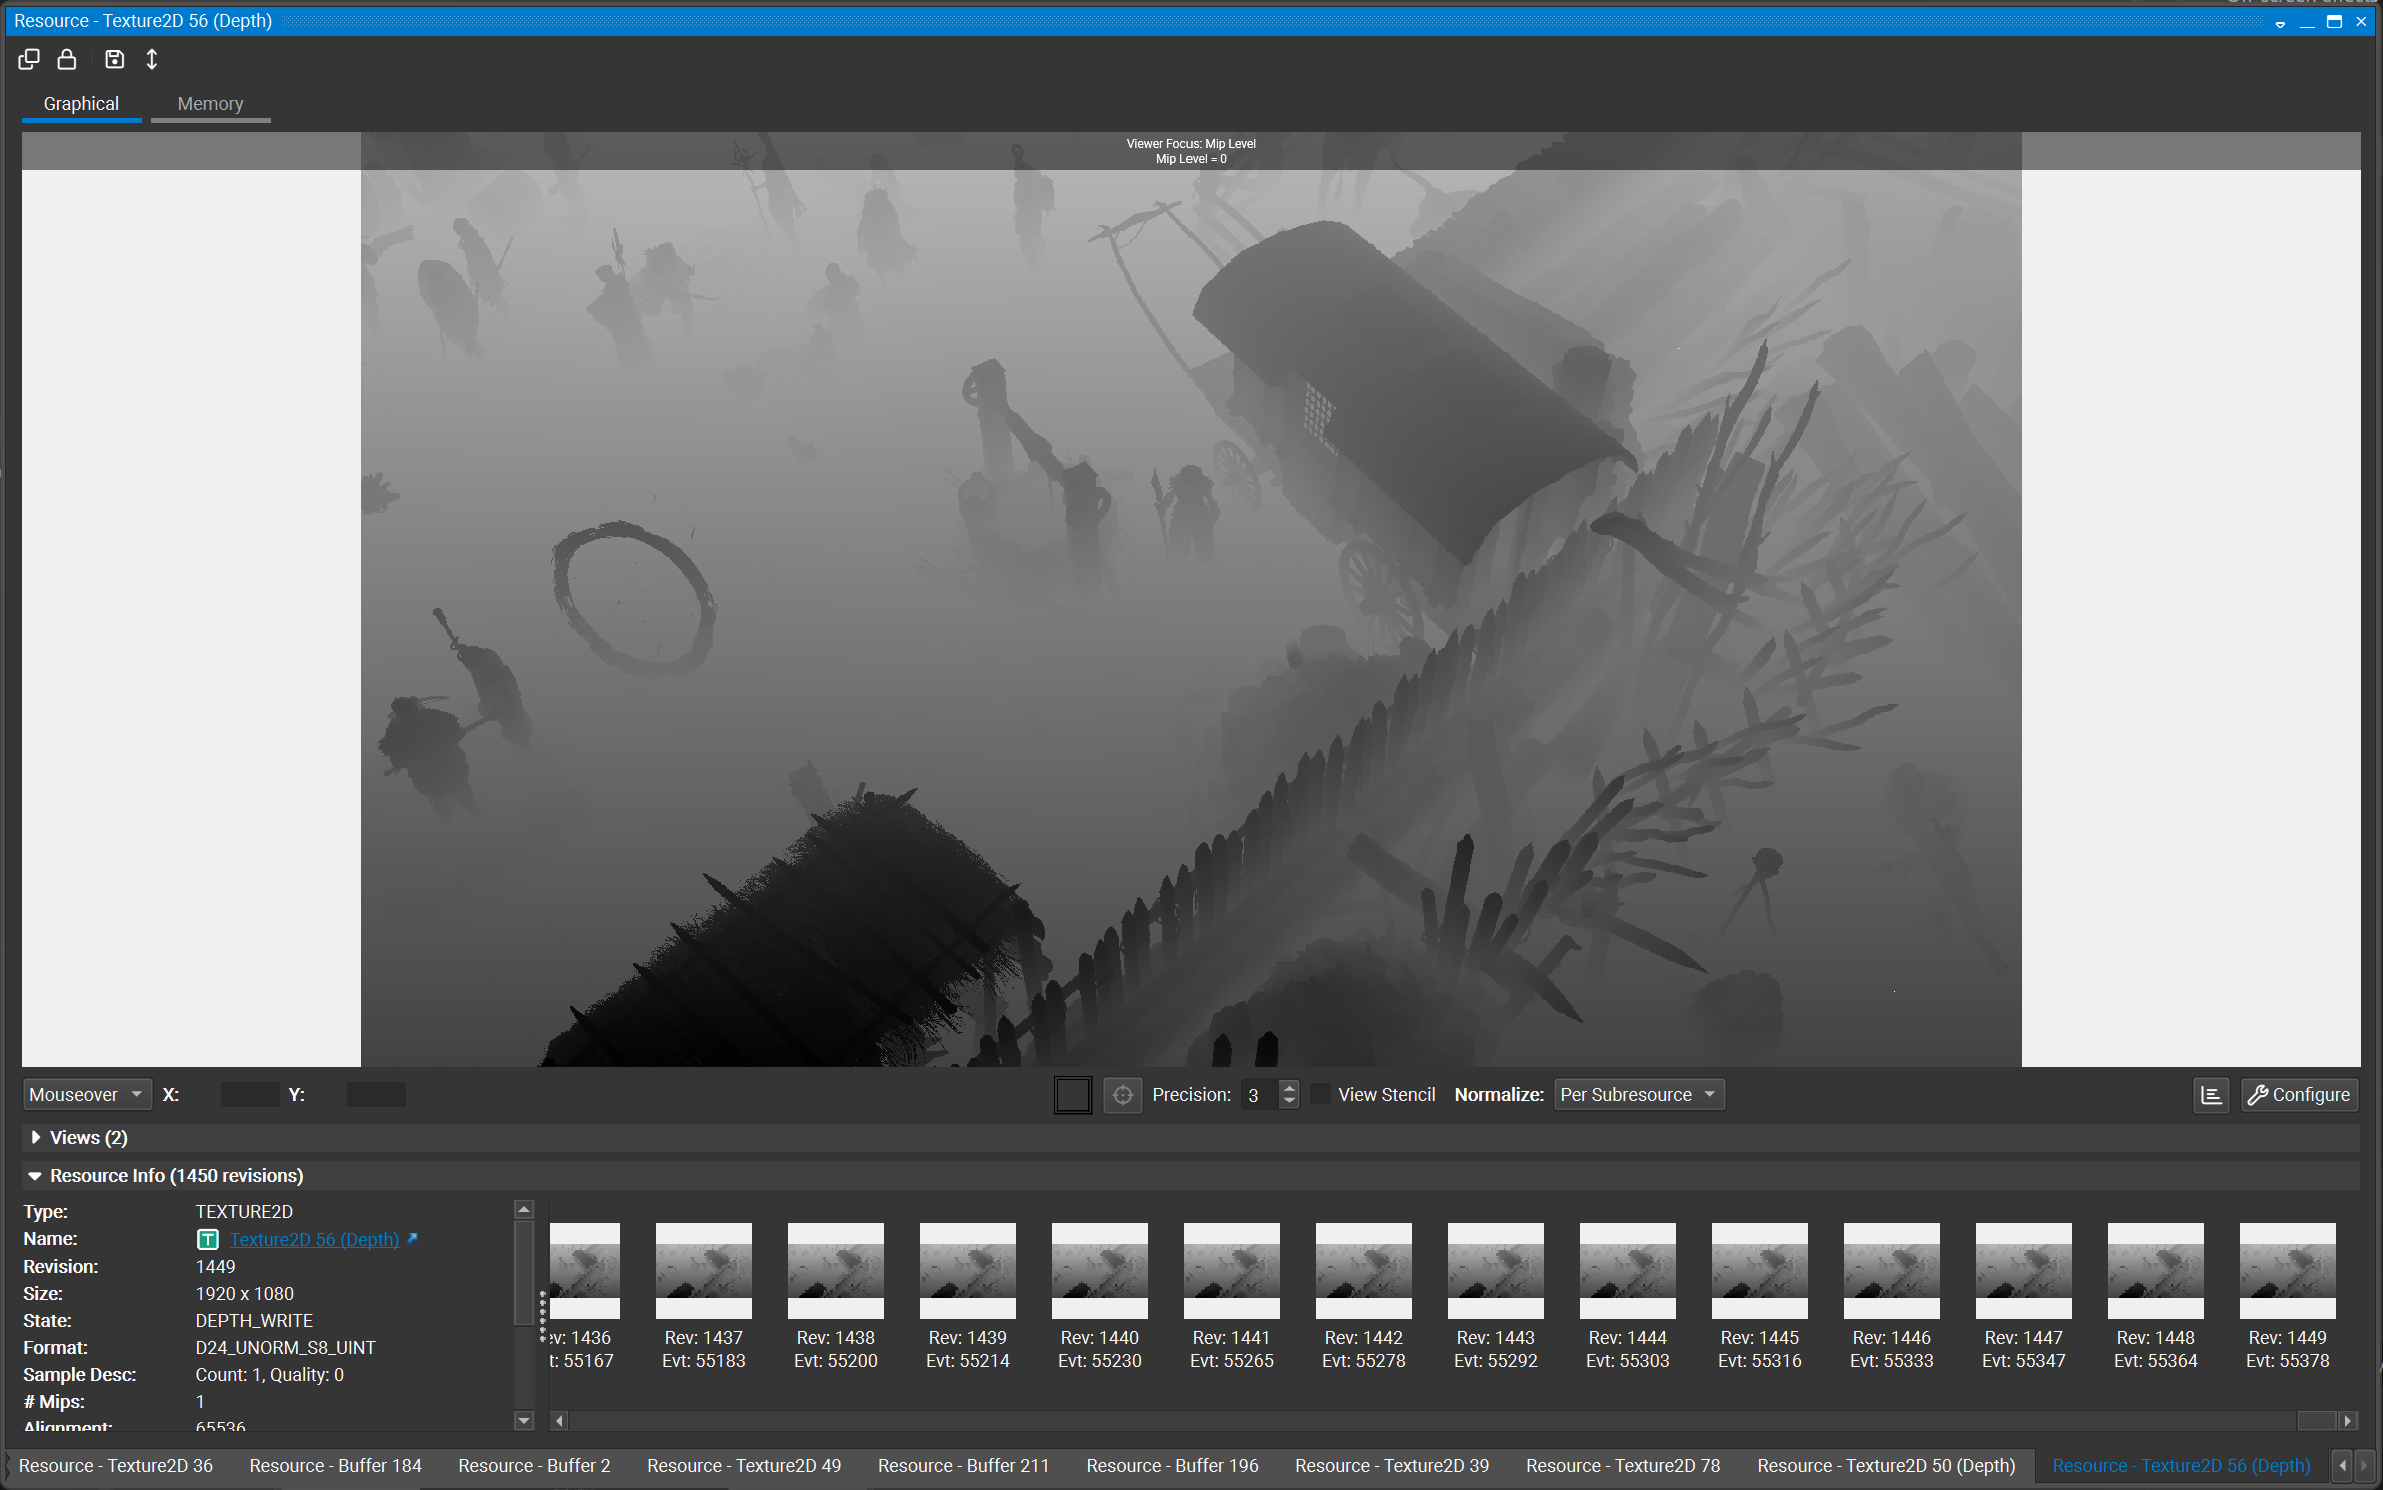 Resource - Texture2D 56 (Depth)
Graphical
Memory
Viewer Focus: Mip Level
Mip Level = 0
Mouseover X: Y: Precision: 3 View Stencil Normalize: Per Subresource Configure
Views (2)
Resource Info (1450 revisions)
Type: TEXTURE2D
Name: T Texture2D 56 (Depth)
Revision: 1449
Size: 1920 x 1080
State: DEPTH_WRITE
Format: D24_UNORM_S8_UINT
Sample Desc: Count: 1, Quality: 0
# Mips: 1
Alignment: 65536
ev: 1436 Rev: 1437 Rev: 1438 Rev: 1439 Rev: 1440 Rev: 1441 Rev: 1442 Rev: 1443 Rev: 1444 Rev: 1445 Rev: 1446 Rev: 1447 Rev: 1448 Rev: 1449
t: 55167 Evt: 55183 Evt: 55200 Evt: 55214 Evt: 55230 Evt: 55265 Evt: 55278 Evt: 55292 Evt: 55303 Evt: 55316 Evt: 55333 Evt: 55347 Evt: 55364 Evt: 55378
Resource - Texture2D 36 Resource - Buffer 184 Resource - Buffer 2 Resource - Texture2D 49 Resource - Buffer 211 Resource - Buffer 196 Resource - Texture2D 39 Resource - Texture2D 78 Resource - Texture2D 50 (Depth) Resource - Texture2D 56 (Depth)